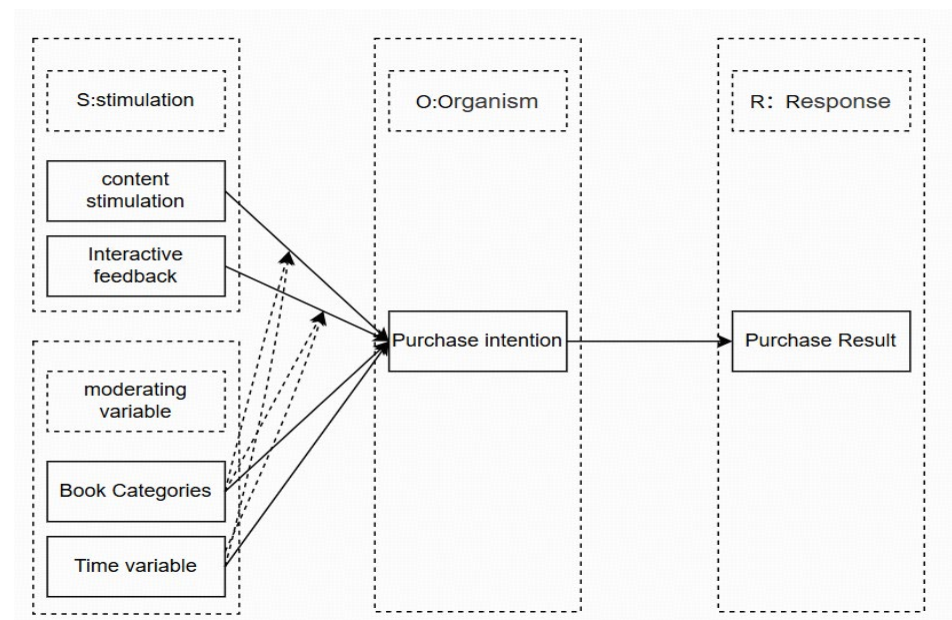 S:stimulation
content
stimulation
Interactive
feedback
moderating
variable
Book Categories
Time variable
O:Organism
Purchase intention
R：Response
Purchase Result